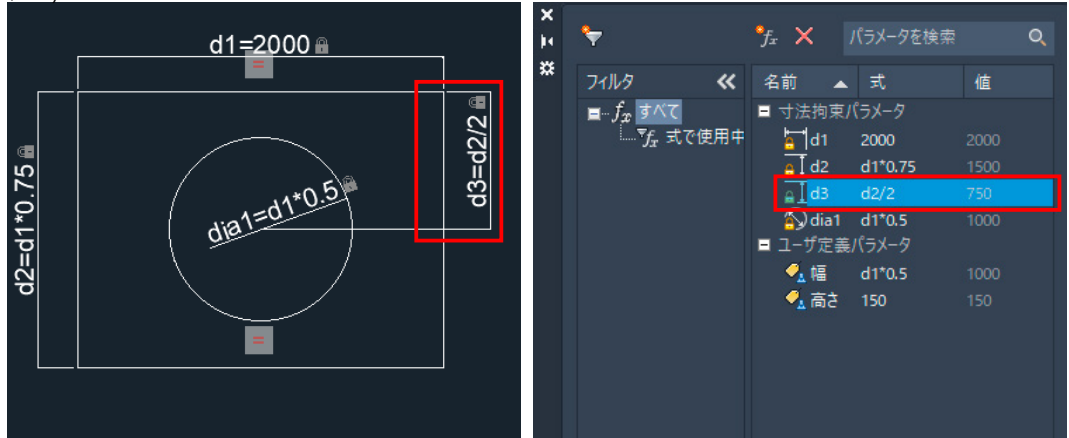 d1=2000
=
d3=d2/2
dia1=d1*0.5
d2=d1*0.75
=
fx
パラメータを検索
フィルタ
名前 式 値
fx すべて
fx 式で使用中
寸法拘束パラメータ
d1 2000 2000
d2 d1*0.75 1500
d3 d2/2 750
dia1 d1*0.5 1000
ユーザ定義パラメータ
幅 d1*0.5 1000
高さ 150 150